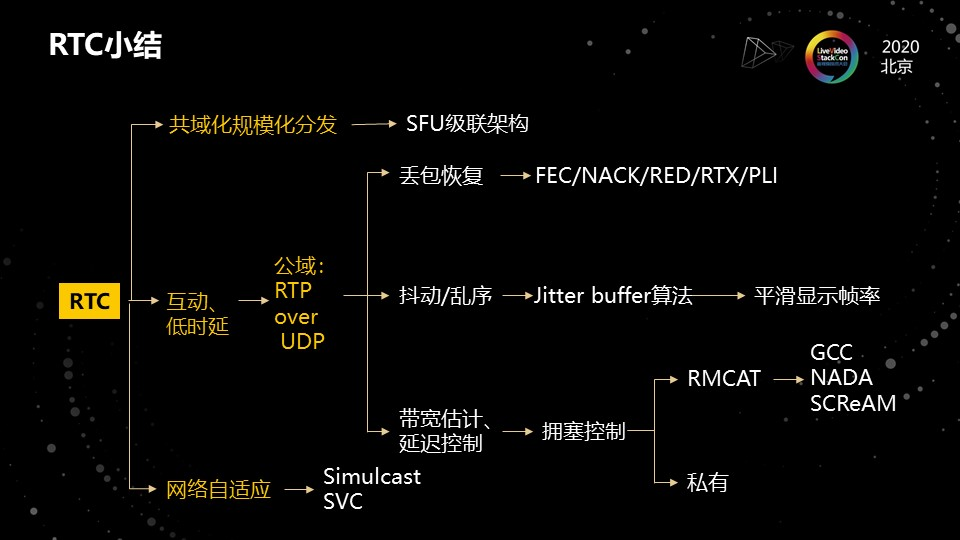 RTC小结
LiveVideo
StackCon
2020
北京
共域化规模化分发
SFU级联架构
丢包恢复
FEC/NACK/RED/RTX/PLI
RTC
互动、
低时延
公域：
RTP
over
UDP
抖动/乱序
Jitter buffer算法
平滑显示帧率
带宽估计、
延迟控制
拥塞控制
RMCAT
GCC
NADA
SCReAM
私有
网络自适应
Simulcast
SVC